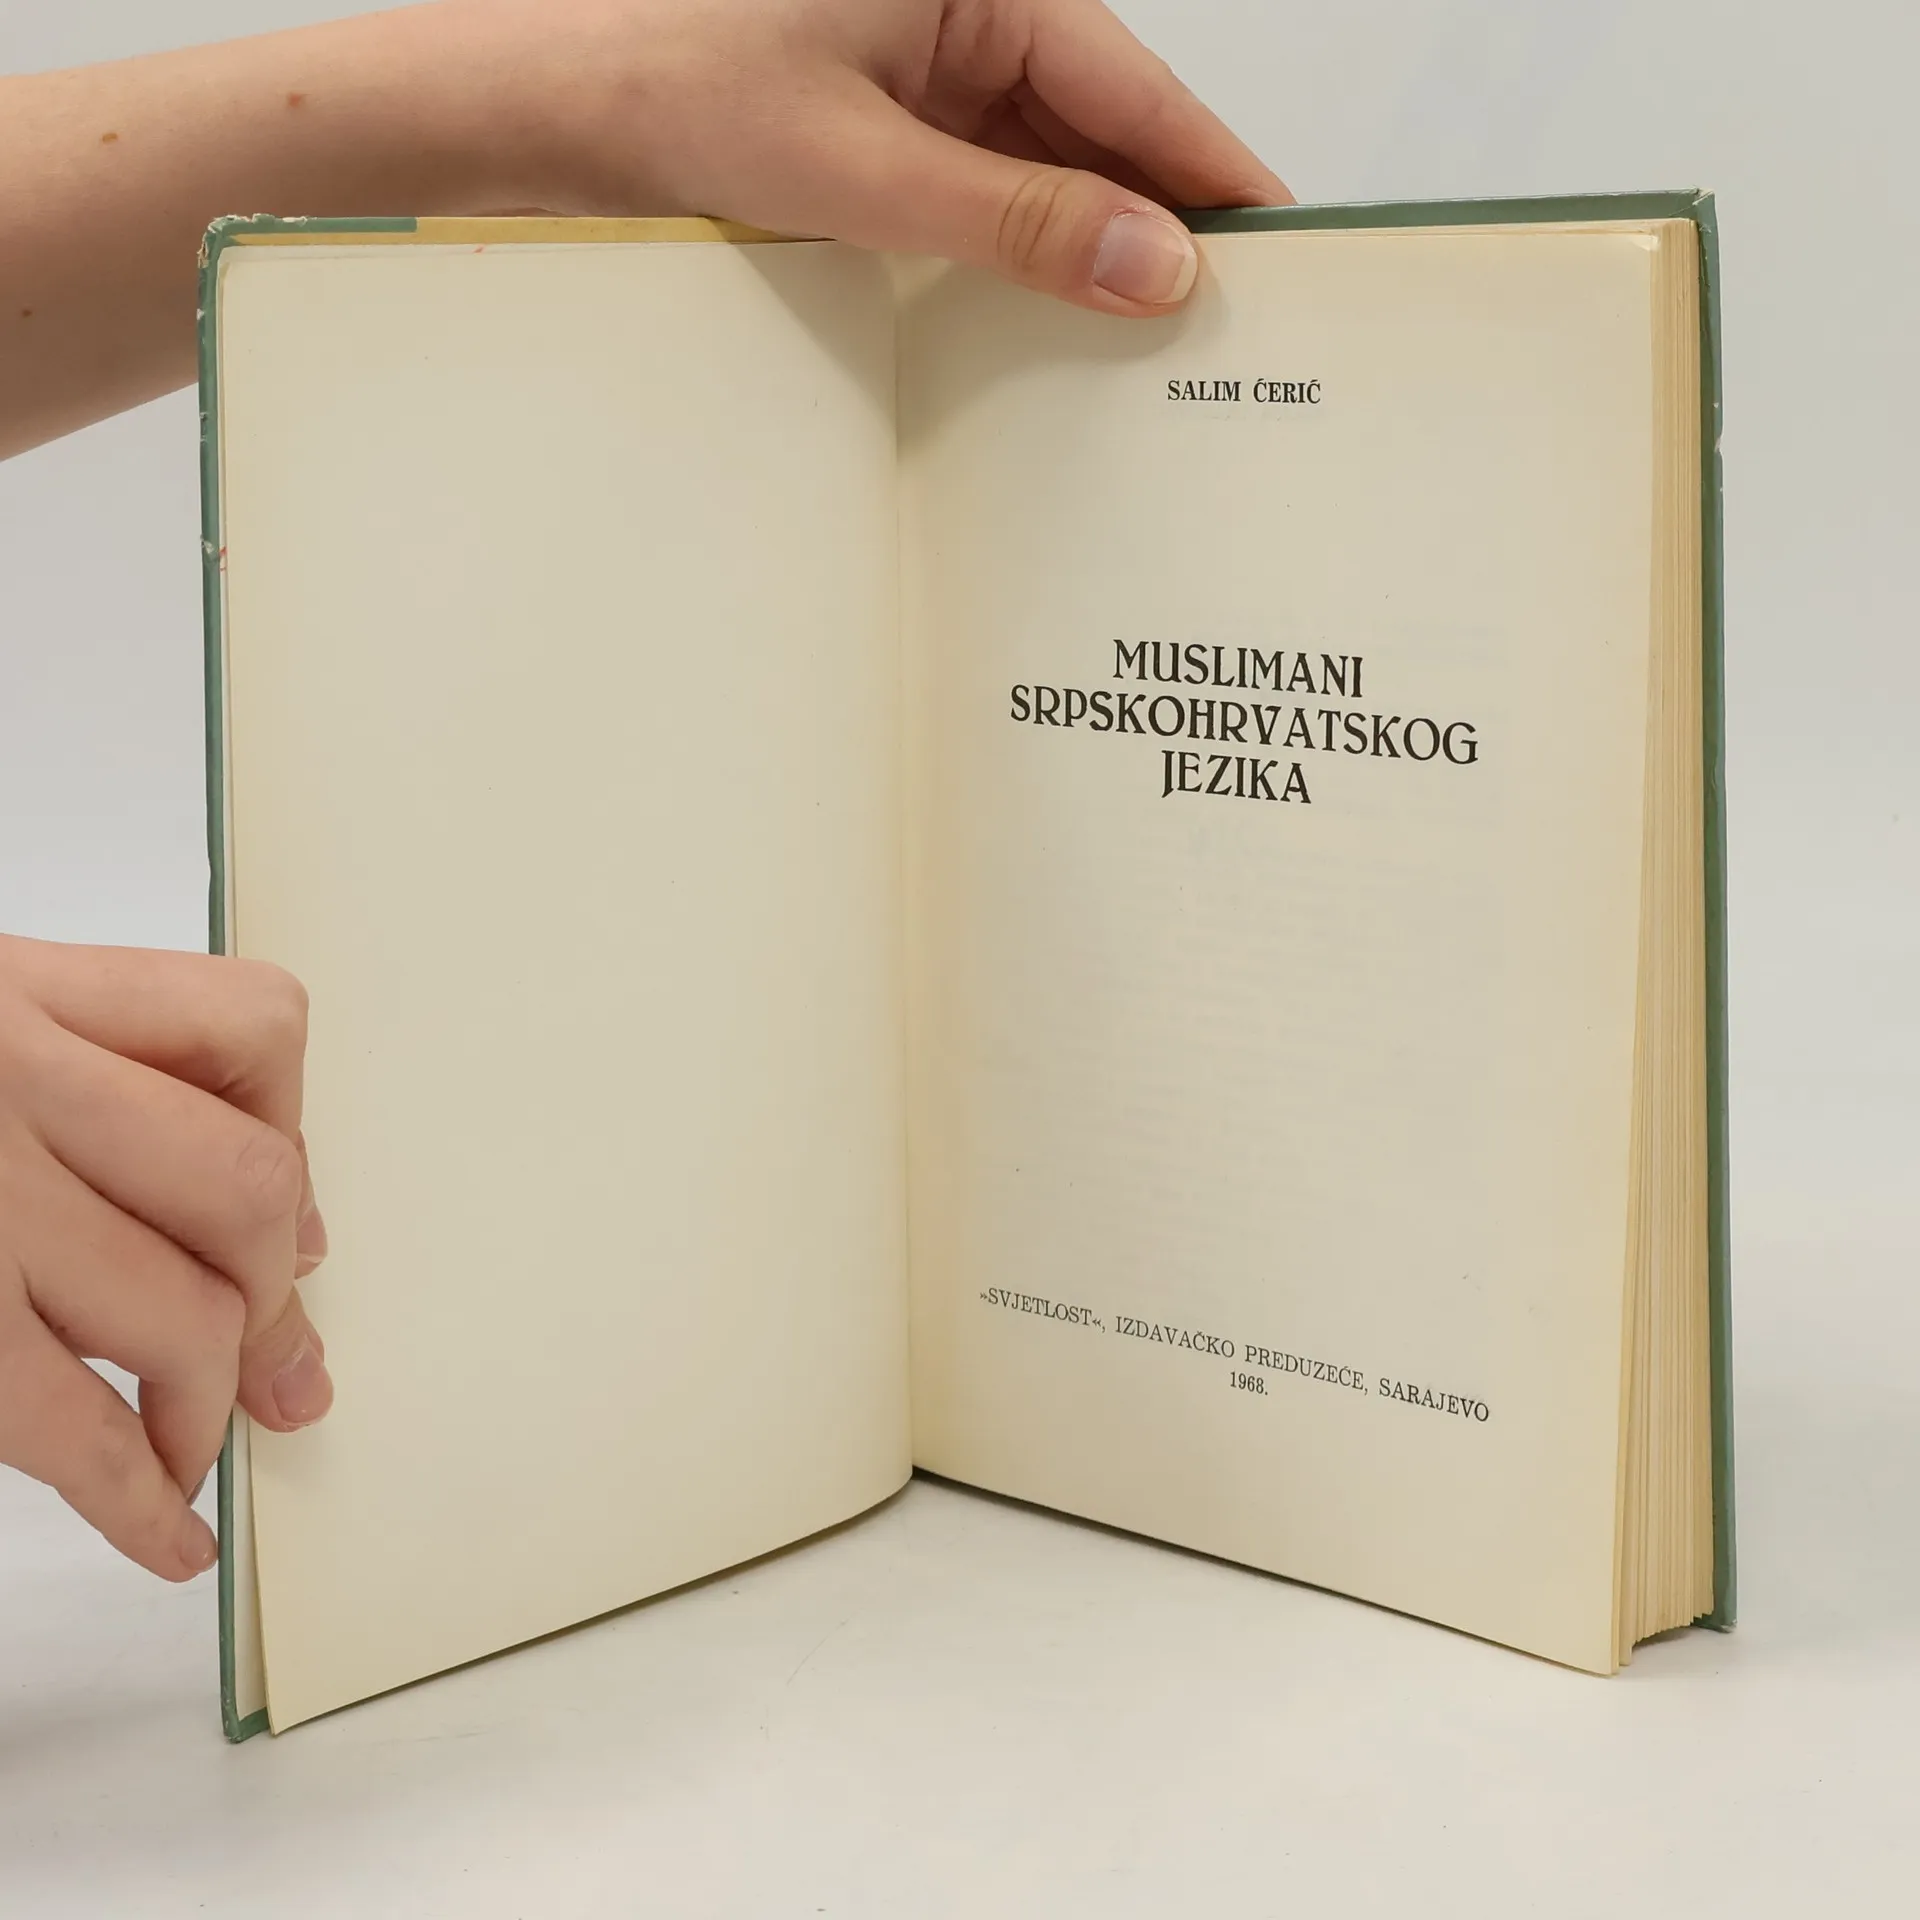 SALIM ĆERIĆ
MUSLIMANI
SRPSKOHRVATSKOG
JEZIKA
»SVJETLOST«, IZDAVAČKO PREDUZEĆE, SARAJEVO
1968.